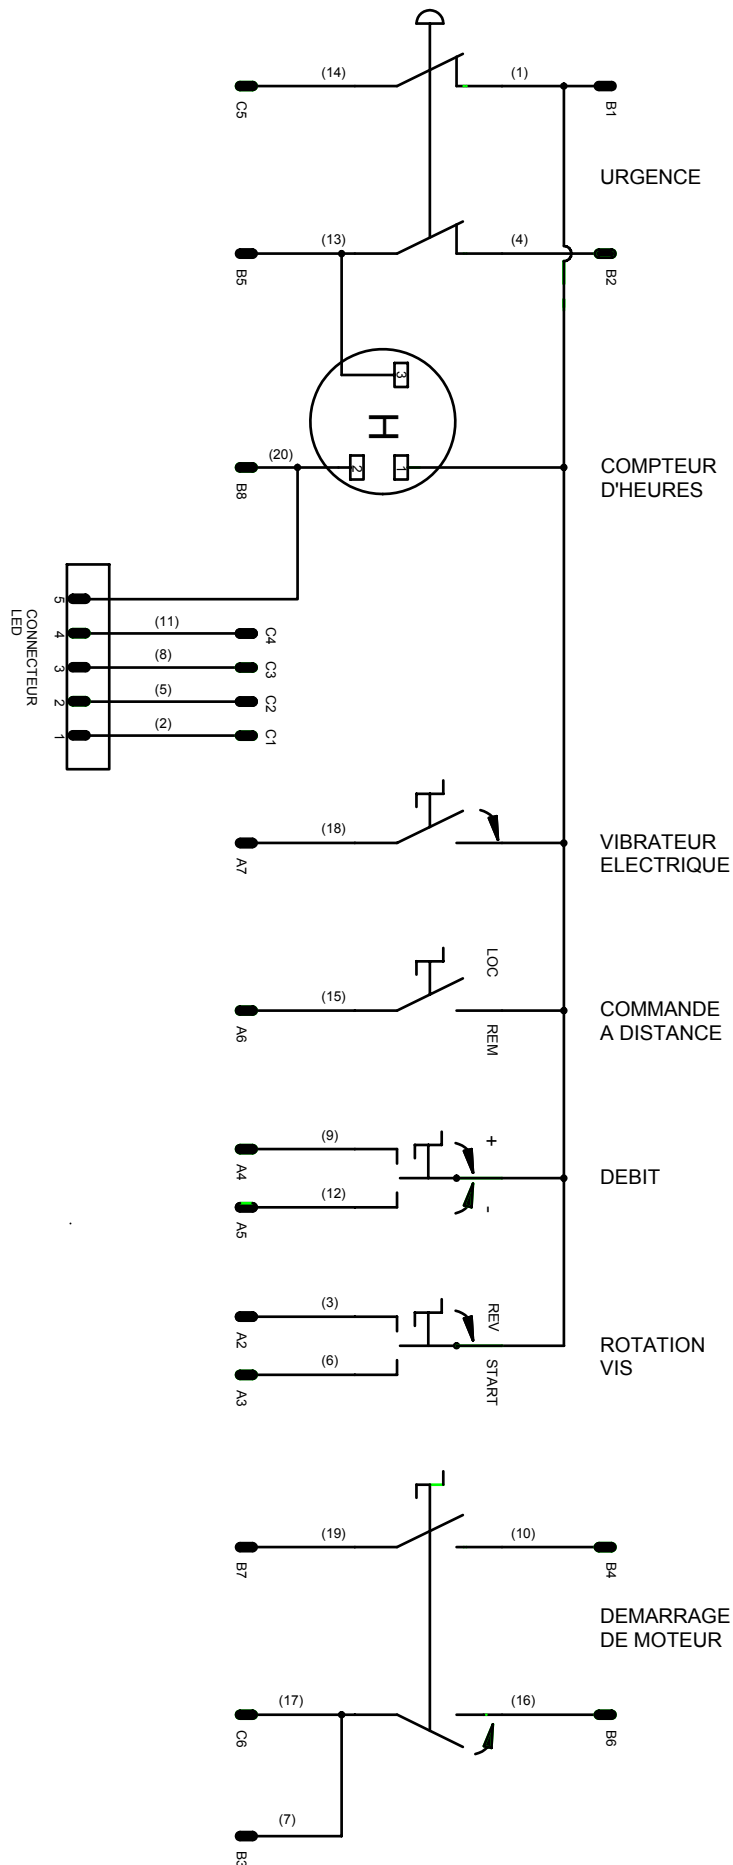 (14)
(1)
C5
B1
URGENCE
(13)
(4)
B5
B2
3
H
2
1
(20)
B8
COMPTEUR
D'HEURES
5
4
3
2
1
CONNECTEUR
LED
(11)
C4
(8)
C3
(5)
C2
(2)
C1
(18)
A7
VIBRATEUR
ELECTRIQUE
LOC
REM
(15)
A6
COMMANDE
A DISTANCE
(9)
A4
+
-
(12)
A5
DEBIT
(3)
A2
REV
START
(6)
A3
ROTATION
VIS
(19)
(10)
B7
B4
DEMARRAGE
DE MOTEUR
(17)
(16)
C6
B6
(7)
B3